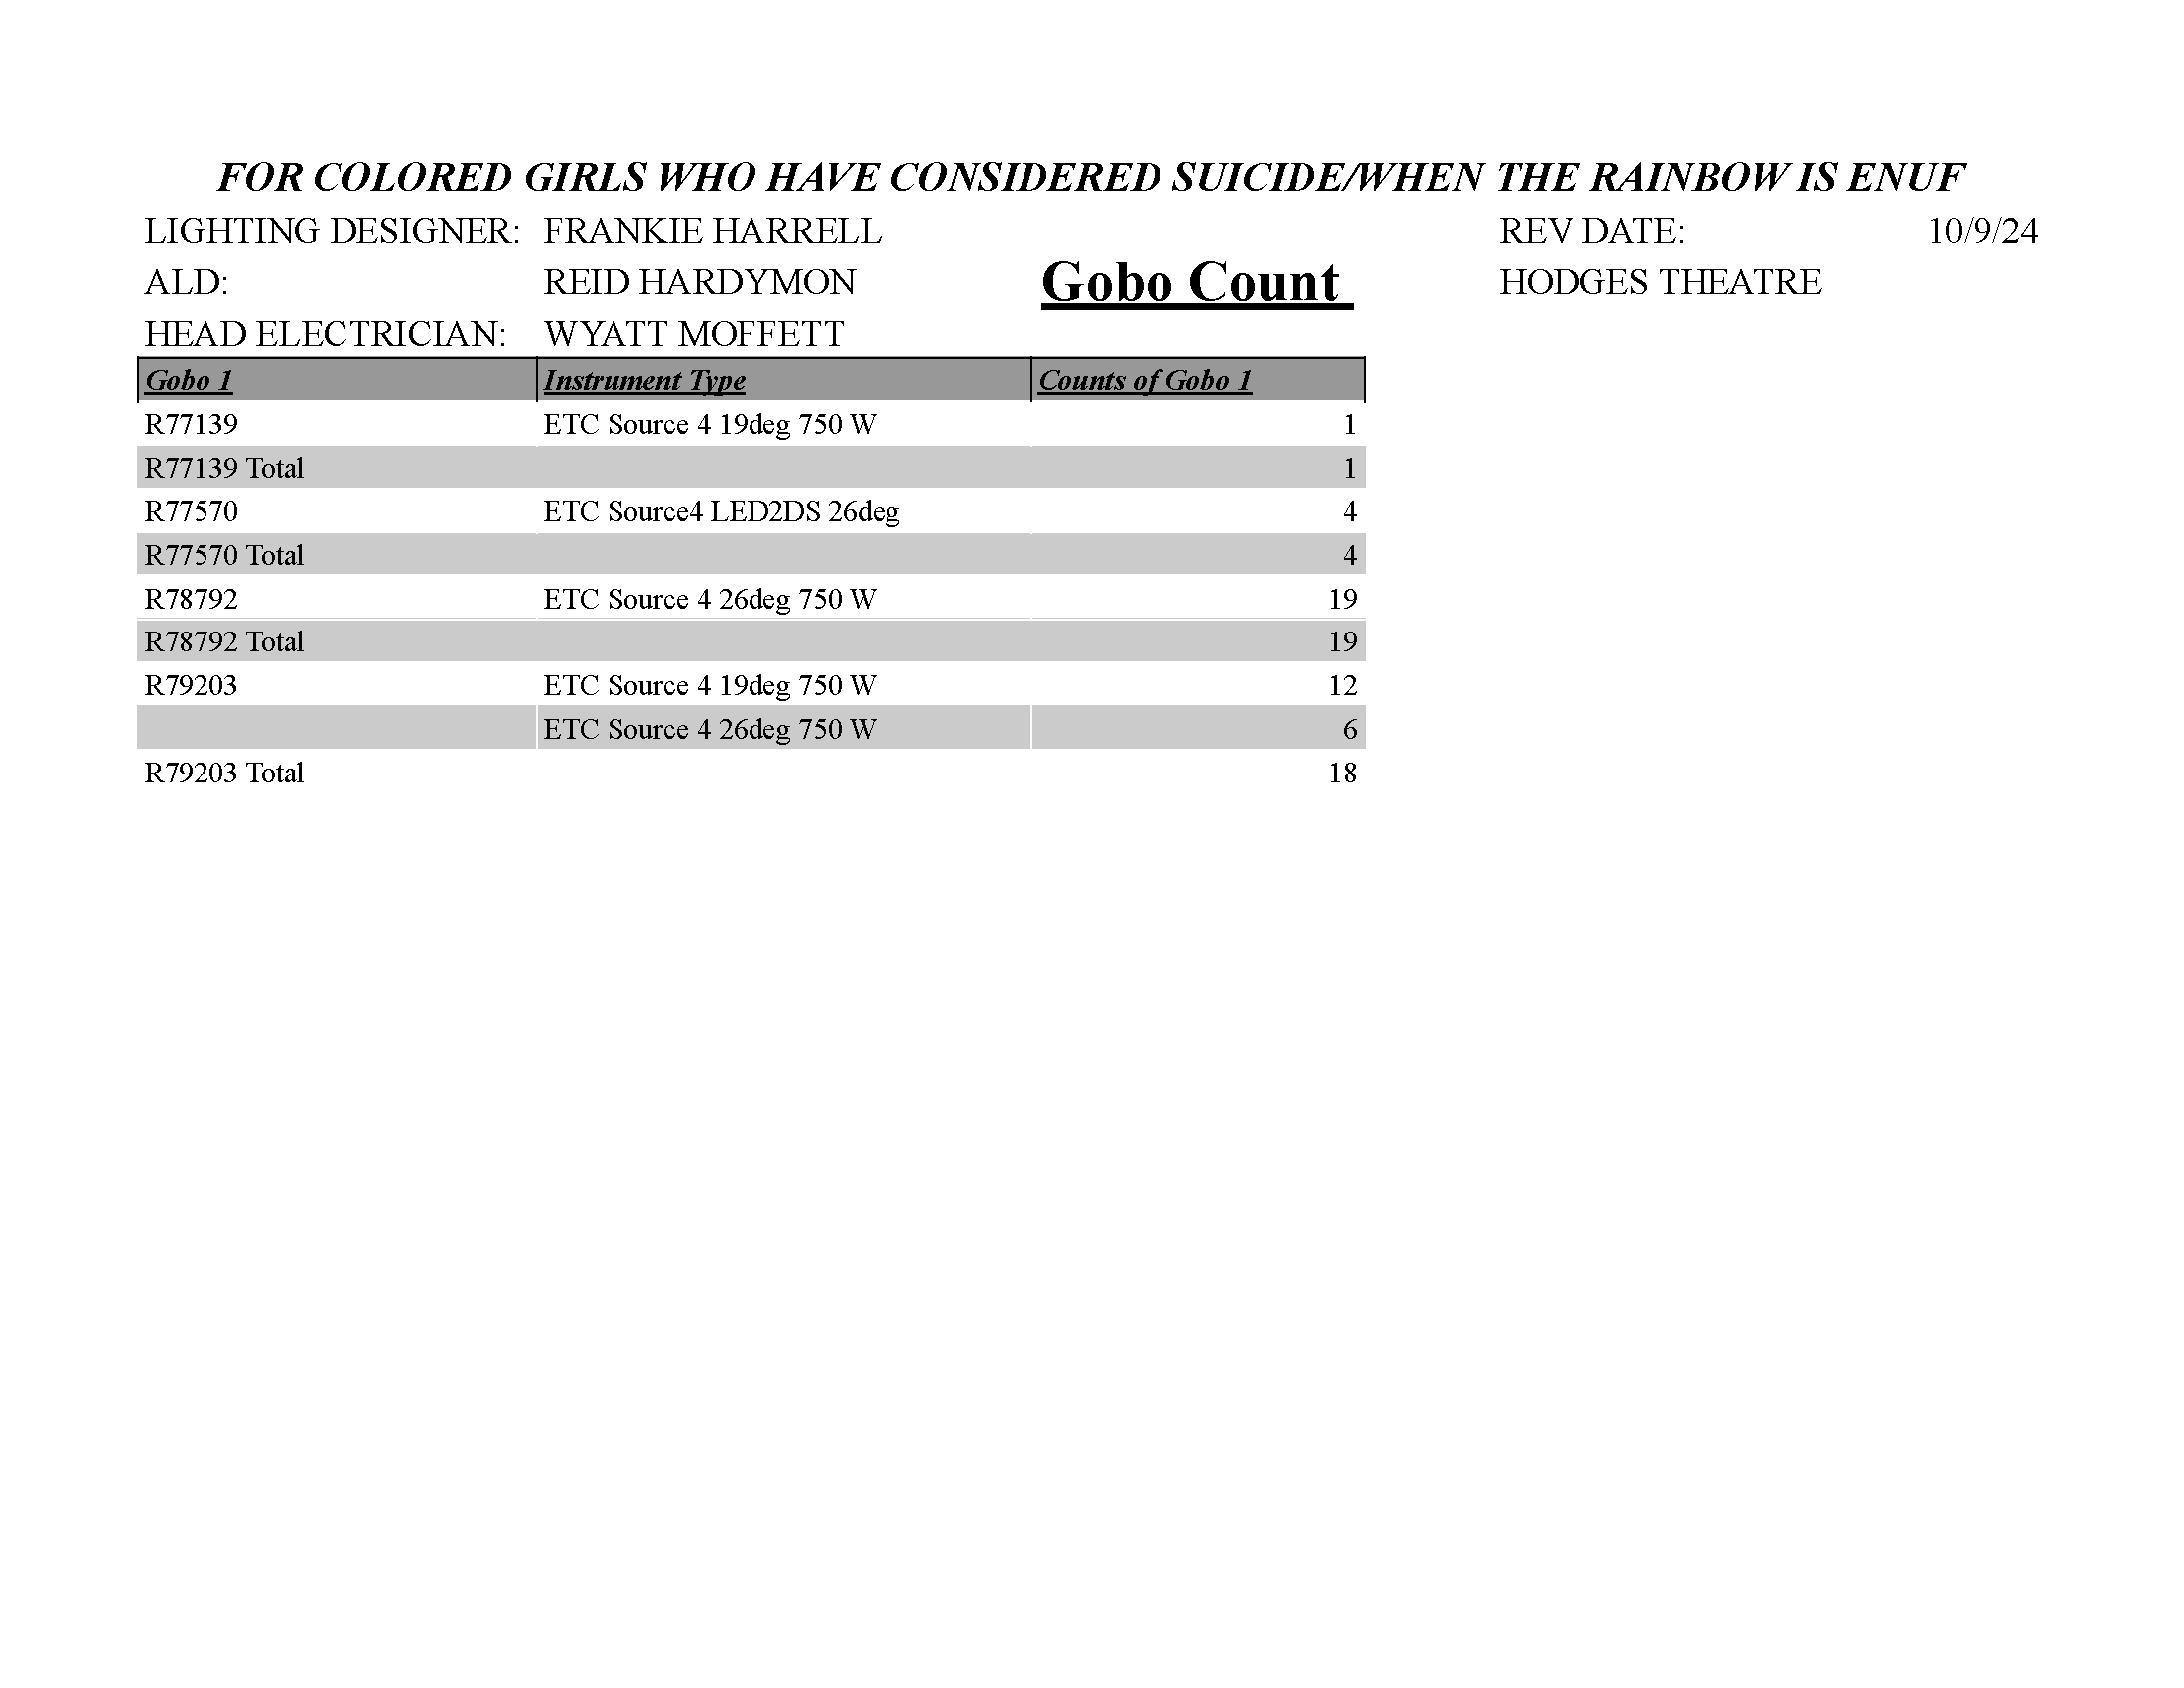 FOR COLORED GIRLS WHO HAVE CONSIDERED SUICIDE/WHEN THE RAINBOW IS ENUF
LIGHTING DESIGNER: FRANKIE HARRELL REV DATE: 10/9/24
ALD: REID HARDYMON Gobo Count HODGES THEATRE
HEAD ELECTRICIAN: WYATT MOFFETT
Gobo 1 Instrument Type Counts of Gobo 1
R77139 ETC Source 4 19deg 750 W 1
R77139 Total 1
R77570 ETC Source4 LED2DS 26deg 4
R77570 Total 4
R78792 ETC Source 4 26deg 750 W 19
R78792 Total 19
R79203 ETC Source 4 19deg 750 W 12
ETC Source 4 26deg 750 W 6
R79203 Total 18